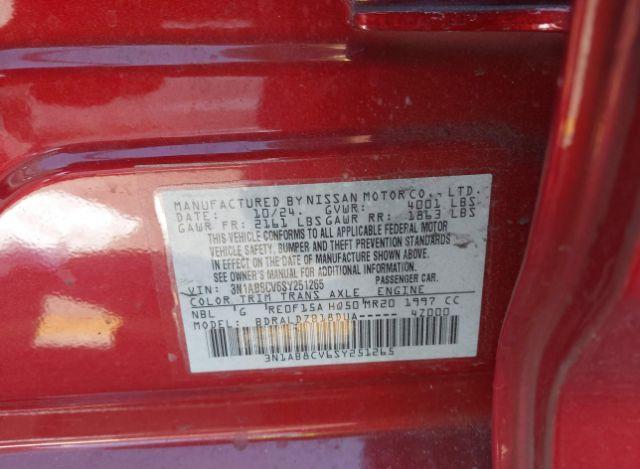 MANUFACTURED BY NISSAN MOTOR CO., LTD.
DATE: 10/24. GVWR: 4001 LBS
GAWR FR: 2161 LBS GAWR RR: 1863 LBS
THIS VEHICLE CONFORMS TO ALL APPLICABLE FEDERAL MOTOR
VEHICLE SAFETY, BUMPER AND THEFT PREVENTION STANDARDS
IN EFFECT ON THE DATE OF MANUFACTURE SHOWN ABOVE.
SEE OWNER'S MANUAL AND INFORMATION.
VIN: 3N1AB8CV6SY251265 PASSENGER CAR.
COLOR TRIM TRANS AXLE ENGINE
NBL G RE0F15A H050 MR20 1997 CC
MODEL: BDRALDZ818DUA 4Z000
3N1AB8CV6SY251265